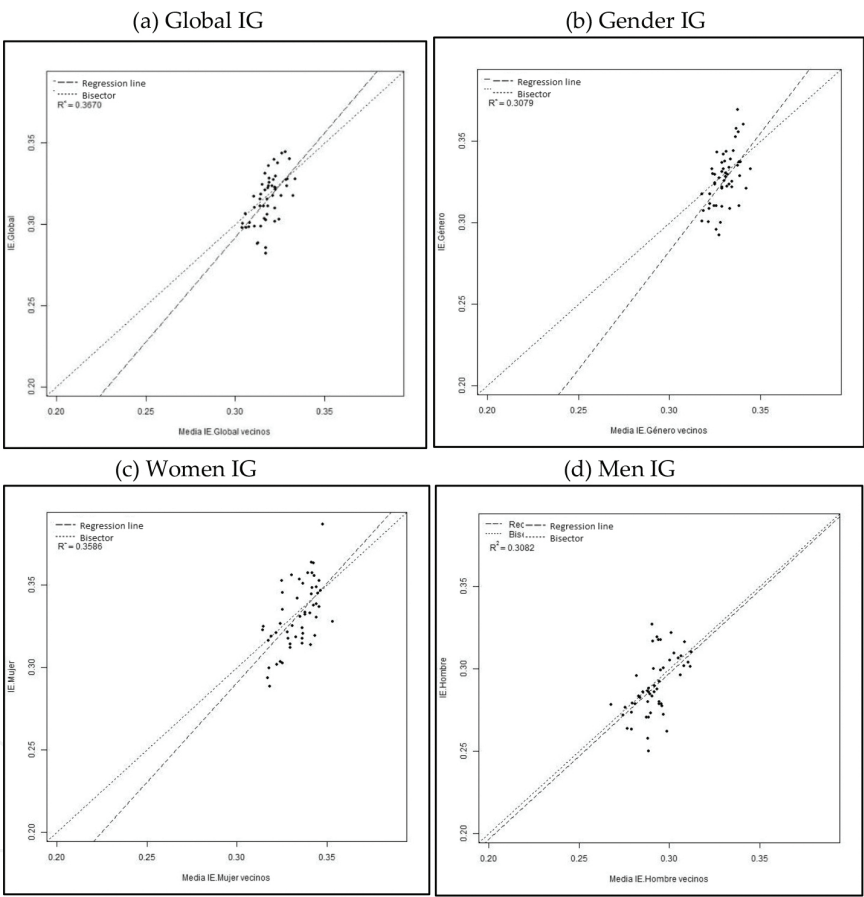 (a) Global IG
(b) Gender IG
Regression line
Bisector
R²= 0.3670
0.35
0.30
0.25
0.20
IE.Global
0.20
0.25
0.30
0.35
Media IE.Global vecinos
Regression line
Bisector
R²= 0.3079
0.35
0.30
0.25
0.20
IE.Género
0.20
0.25
0.30
0.35
Media IE.Género vecinos
(c) Women IG
(d) Men IG
Regression line
Bisector
R²= 0.3586
0.35
0.30
0.25
0.20
IE.Mujer
0.20
0.25
0.30
0.35
Media IE.Mujer vecinos
Regression line
Bisector
R²= 0.3082
0.35
0.30
0.25
0.20
IE.Hombre
0.20
0.25
0.30
0.35
Media IE.Hombre vecinos